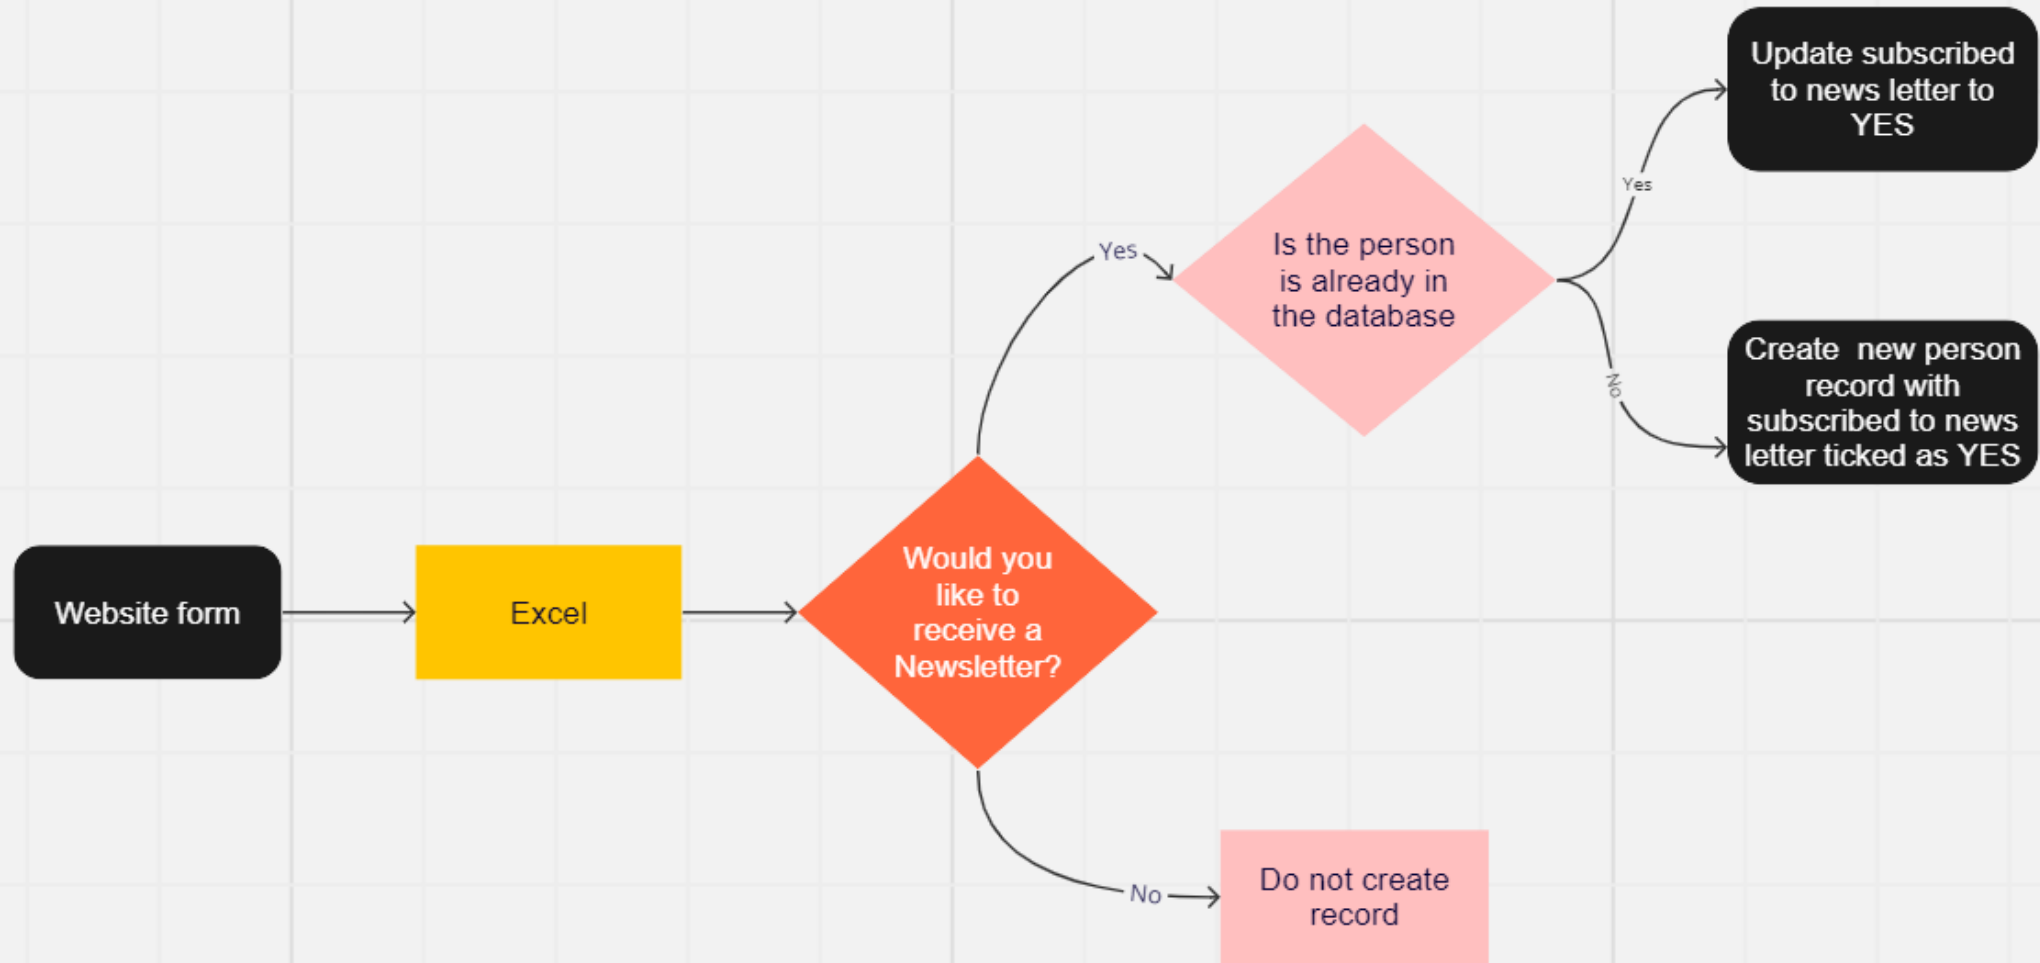 Update subscribed
to news letter to
YES
Yes
Yes
Is the person
is already in
the database
No
Create  new person
record with
subscribed to news
letter ticked as YES
Website form
Excel
Would you
like to
receive a
Newsletter?
No
Do not create
record